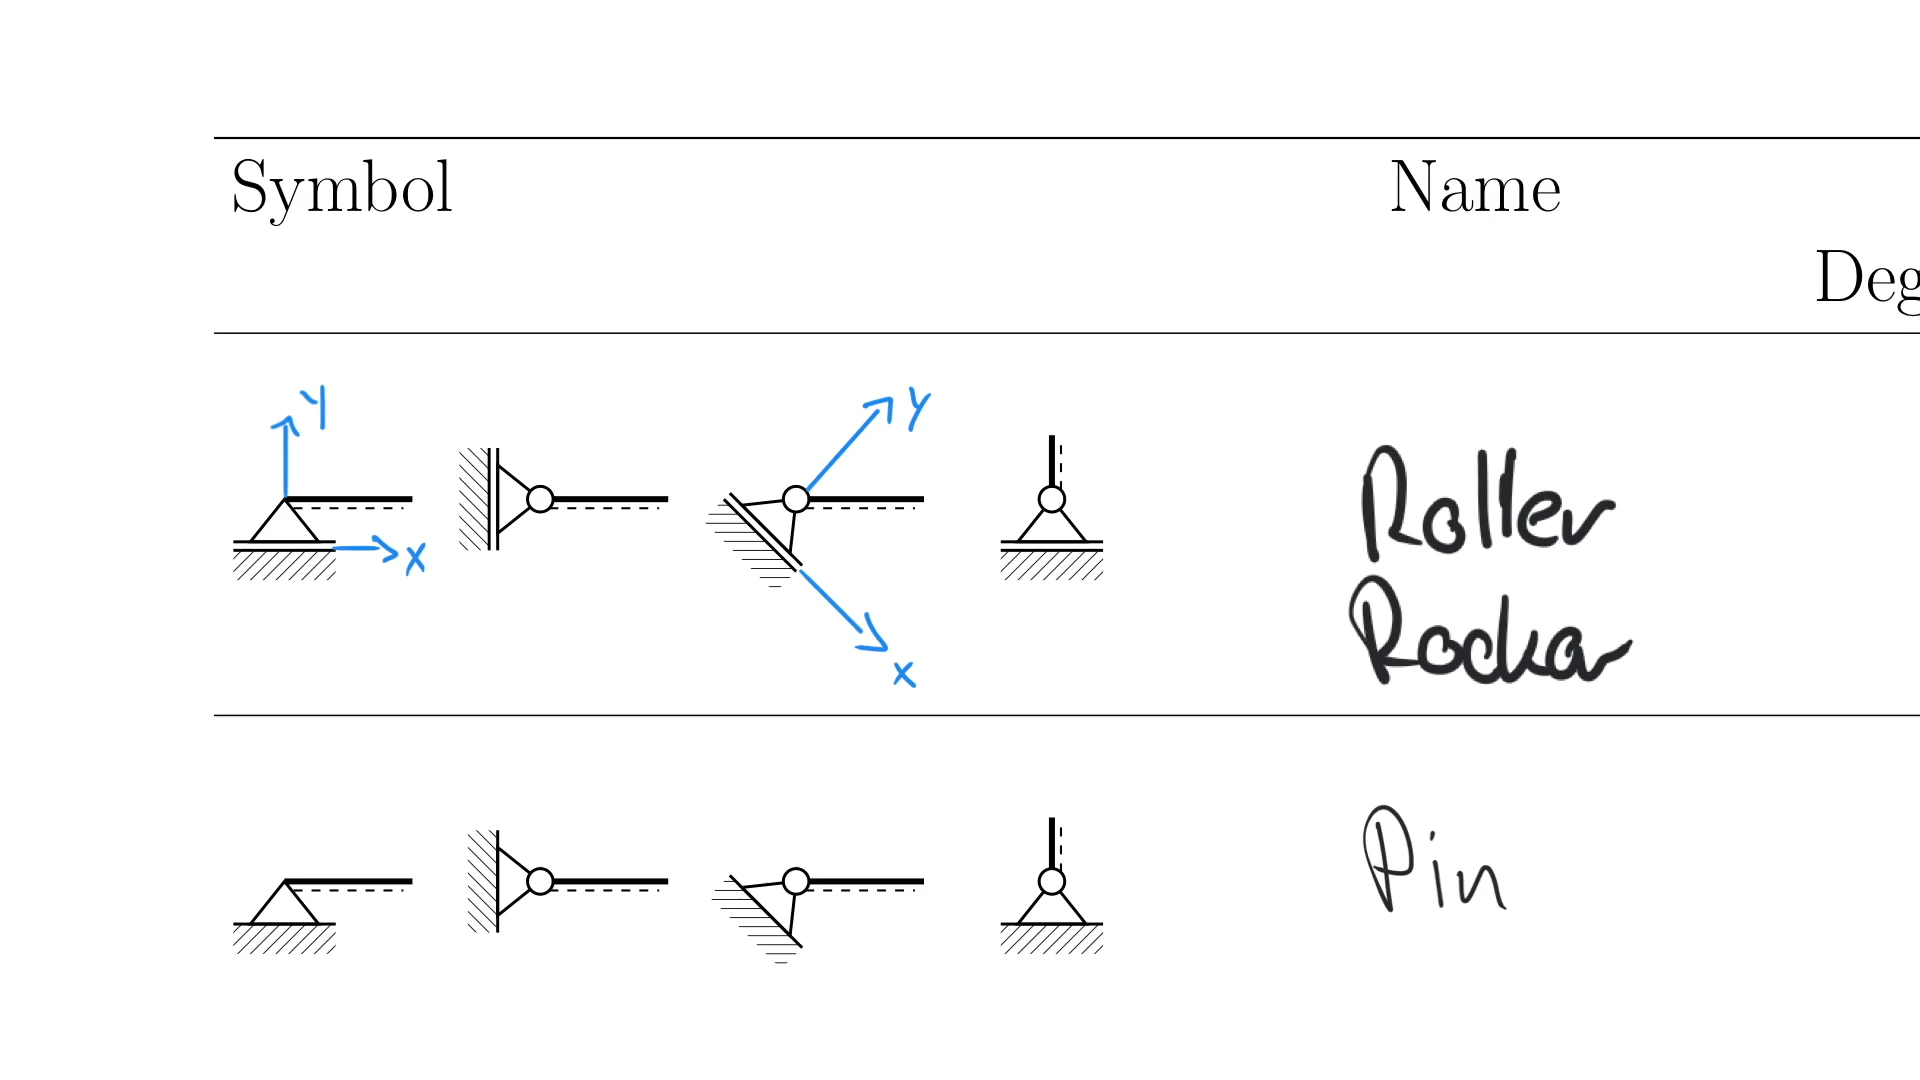 Symbol Name
Deg
Y
Y
X
X
Roller
Rocker
Pin